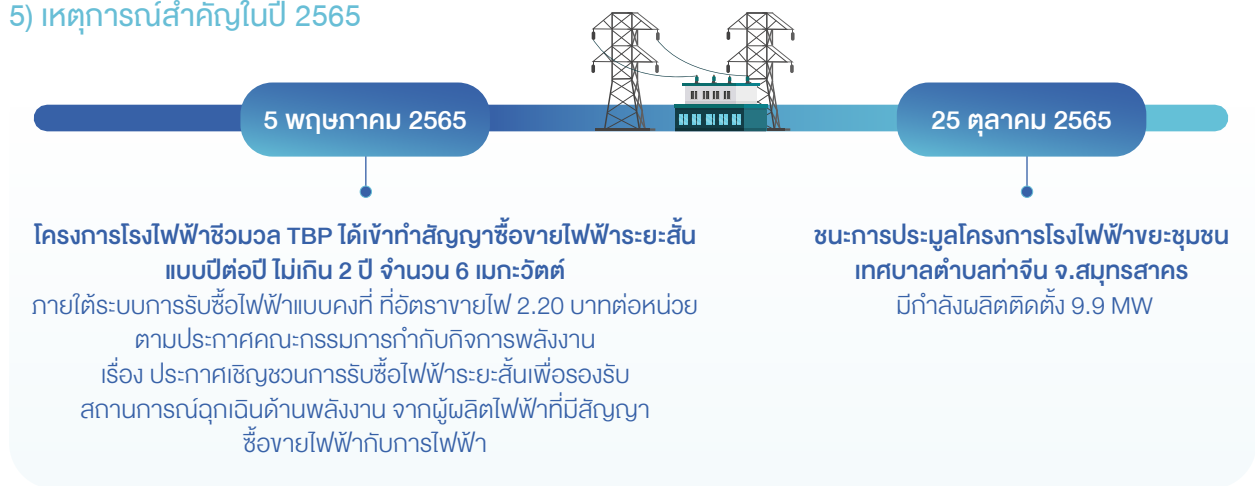 5) เหตุการณ์สำคัญในปี 2565
5 พฤษภาคม 2565
25 ตุลาคม 2565
โครงการโรงไฟฟ้าชีวมวล TBP ได้เข้าทำสัญญาซื้อขายไฟฟ้าระยะสั้น
แบบปีต่อปี ไม่เกิน 2 ปี จำนวน 6 เมกะวัตต์
ภายใต้ระบบการรับซื้อไฟฟ้าแบบคงที่ ที่อัตราขายไฟ 2.20 บาทต่อหน่วย
ตามประกาศคณะกรรมการกำกับกิจการพลังงาน
เรื่อง ประกาศเชิญชวนการรับซื้อไฟฟ้าระยะสั้นเพื่อรองรับ
สถานการณ์ฉุกเฉินด้านพลังงาน จากผู้ผลิตไฟฟ้าที่มีสัญญา
ซื้อขายไฟฟ้ากับการไฟฟ้า
ชนะการประมูลโครงการโรงไฟฟ้าขยะชุมชน
เทศบาลตำบลท่าจีน จ.สมุทรสาคร
มีกำลังผลิตติดตั้ง 9.9 MW